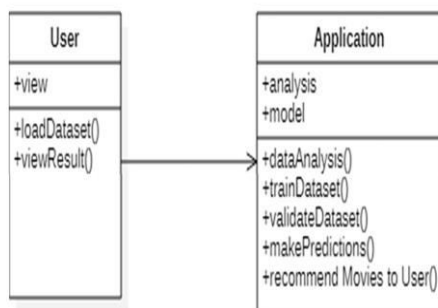 User
+view
+loadDataset()
+viewResult()
Application
+analysis
+model
+dataAnalysis()
+trainDataset()
+validateDataset()
+makePredictions()
+recommend Movies to User()